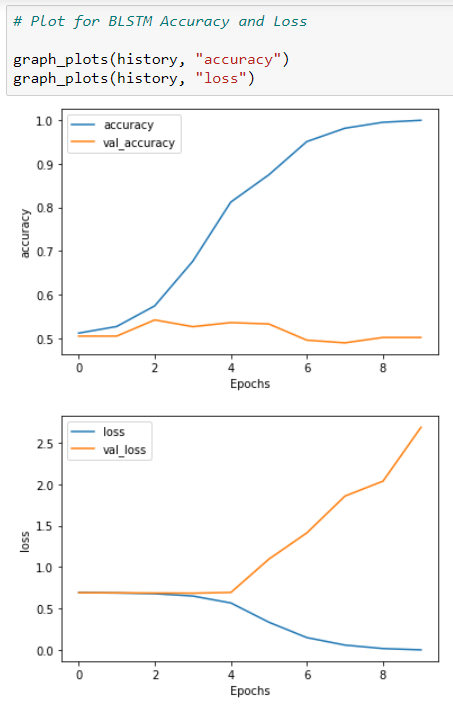 # Plot for BLSTM Accuracy and Loss
graph_plots(history, "accuracy")
graph_plots(history, "loss")
1.0
0.9
0.8
0.7
0.6
0.5
accuracy
accuracy
val_accuracy
0 2 4 6 8
Epochs
2.5
2.0
1.5
1.0
0.5
0.0
loss
loss
val_loss
0 2 4 6 8
Epochs